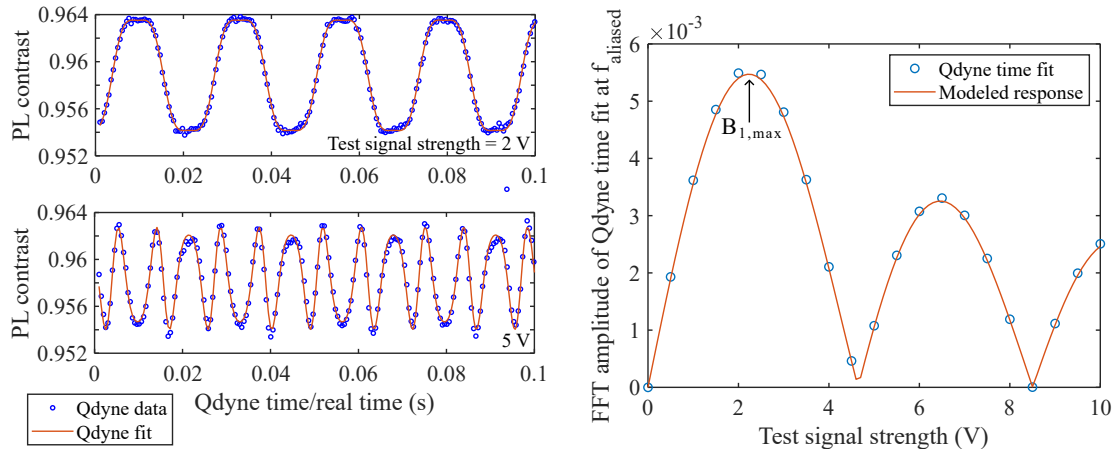 PL contrast
0.964
0.96
0.956
0.952
0
0.02
0.04
0.06
0.08
0.1
Test signal strength = 2 V
PL contrast
0.964
0.96
0.956
0.952
0
0.02
0.04
0.06
0.08
0.1
5 V
Qdyne time/real time (s)
Qdyne data
Qdyne fit
FFT amplitude of Qdyne time fit at f_aliased
×10⁻³
6
5
4
3
2
1
0
0
2
4
6
8
10
Test signal strength (V)
B₁,max
Qdyne time fit
Modeled response